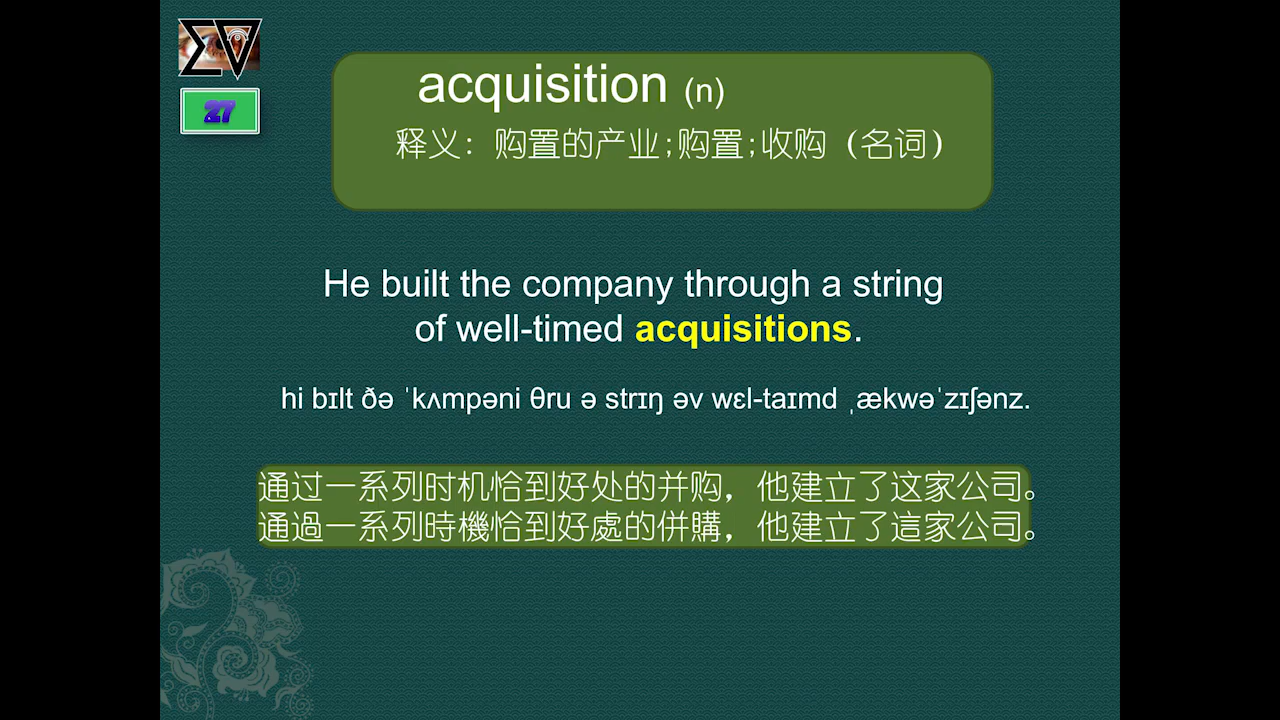 27
acquisition (n)
释义：购置的产业;购置;收购（名词）
He built the company through a string
of well-timed acquisitions.
hi bɪlt ðə ˈkʌmpəni θru ə strɪŋ əv wɛl-taɪmd ˌækwəˈzɪʃənz.
通过一系列时机恰到好处的并购，他建立了这家公司。
通過一系列時機恰到好處的併購，他建立了這家公司。